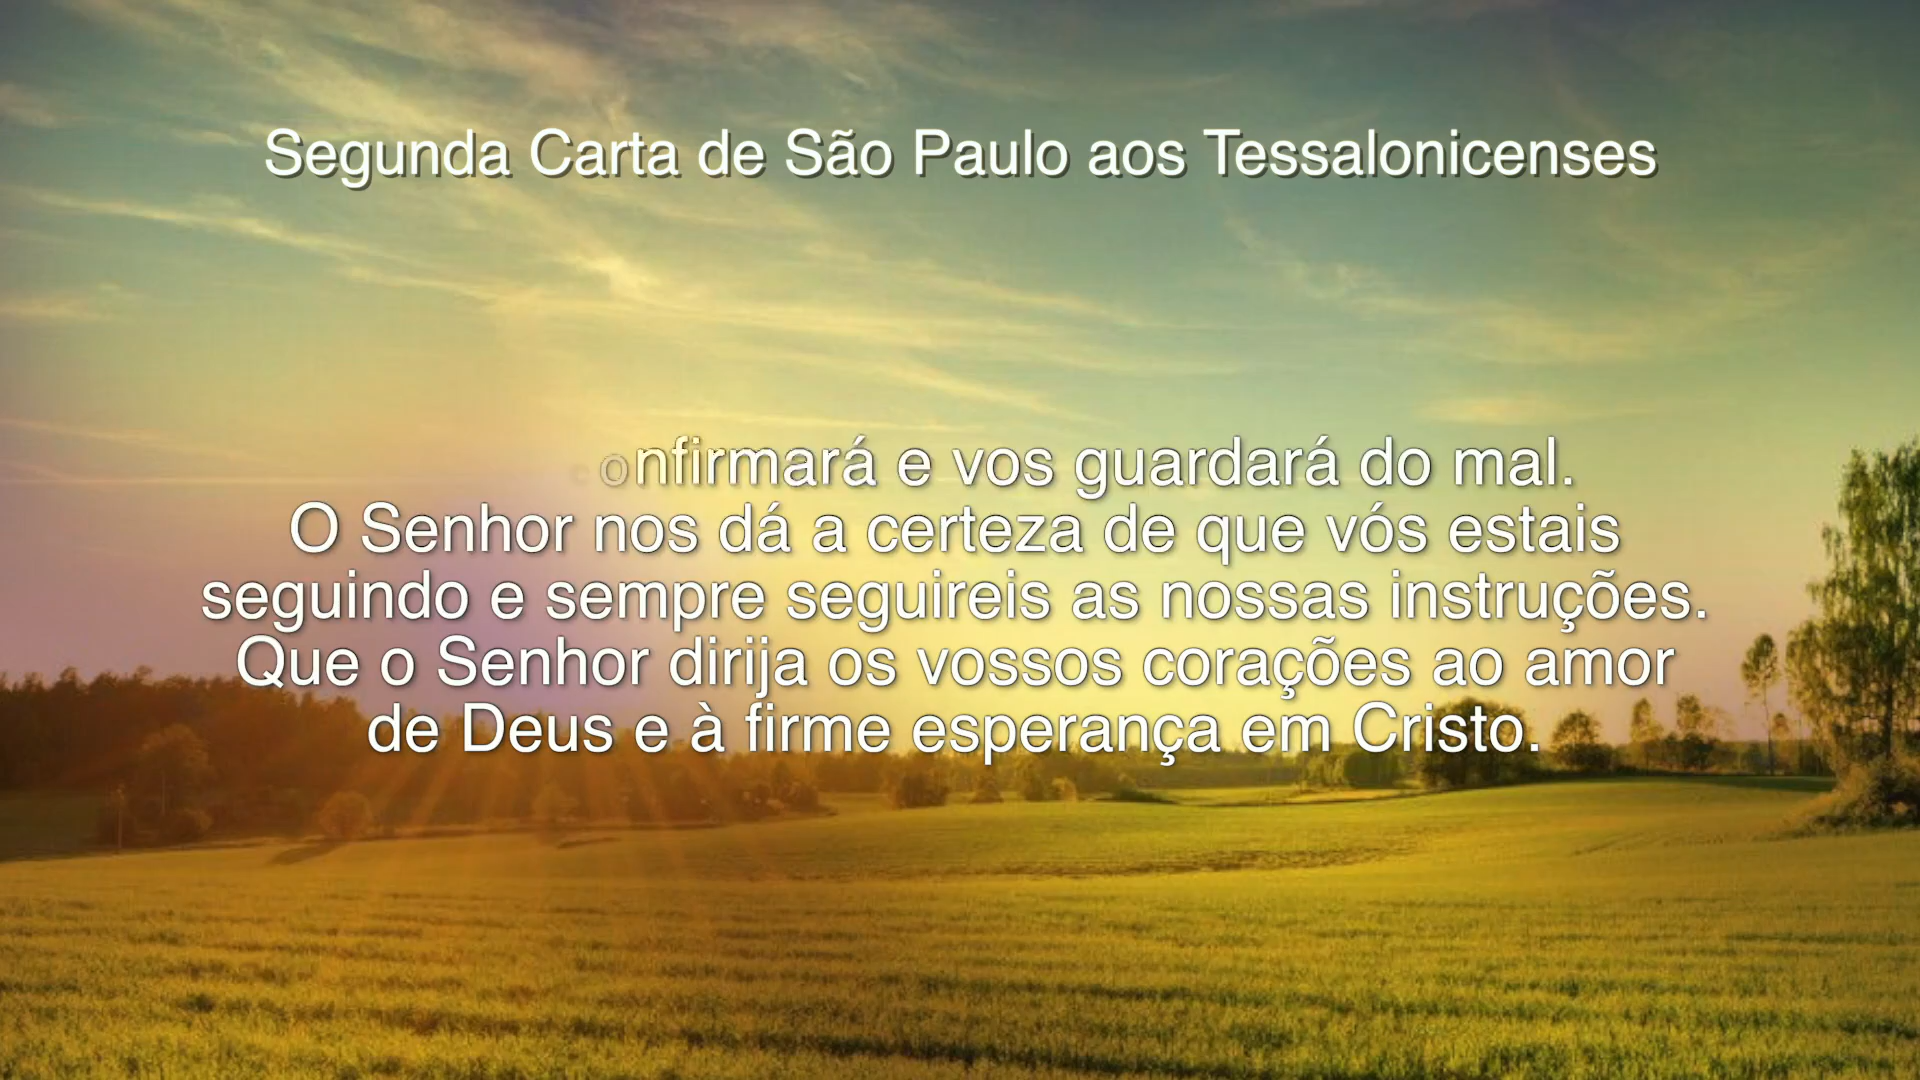 Segunda Carta de São Paulo aos Tessalonicenses
onfirmará e vos guardará do mal.
O Senhor nos dá a certeza de que vós estais
seguindo e sempre seguireis as nossas instruções.
Que o Senhor dirija os vossos corações ao amor
de Deus e à firme esperança em Cristo.